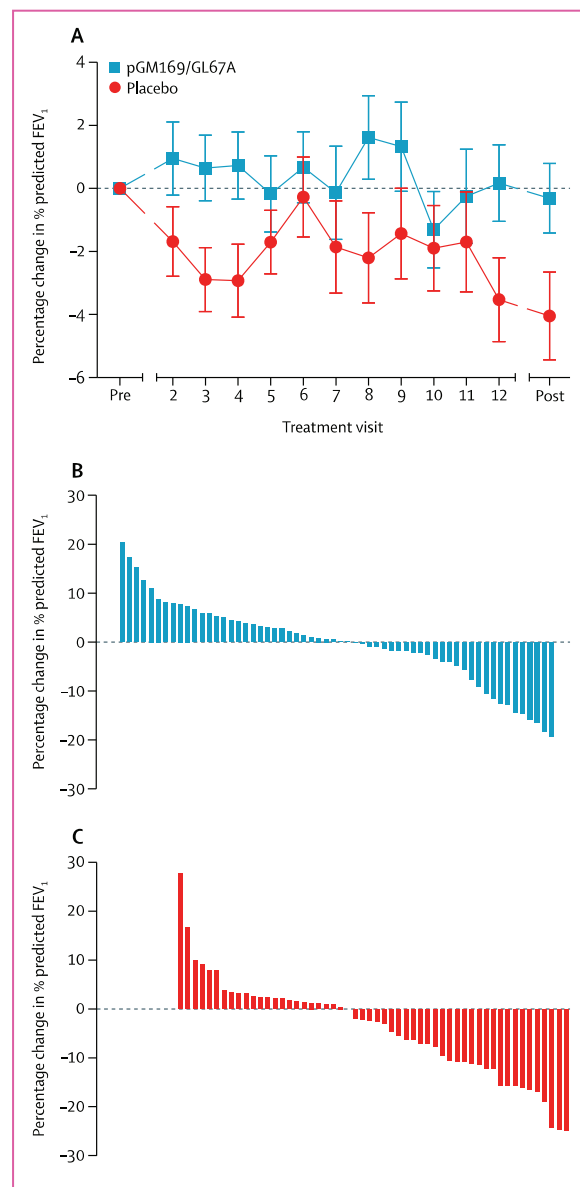 A
pGM169/GL67A
Placebo
Percentage change in % predicted FEV₁
4
2
0
−2
−4
−6
Pre 2 3 4 5 6 7 8 9 10 11 12 Post
Treatment visit
B
Percentage change in % predicted FEV₁
30
20
10
0
−10
−20
−30
C
Percentage change in % predicted FEV₁
30
20
10
0
−10
−20
−30